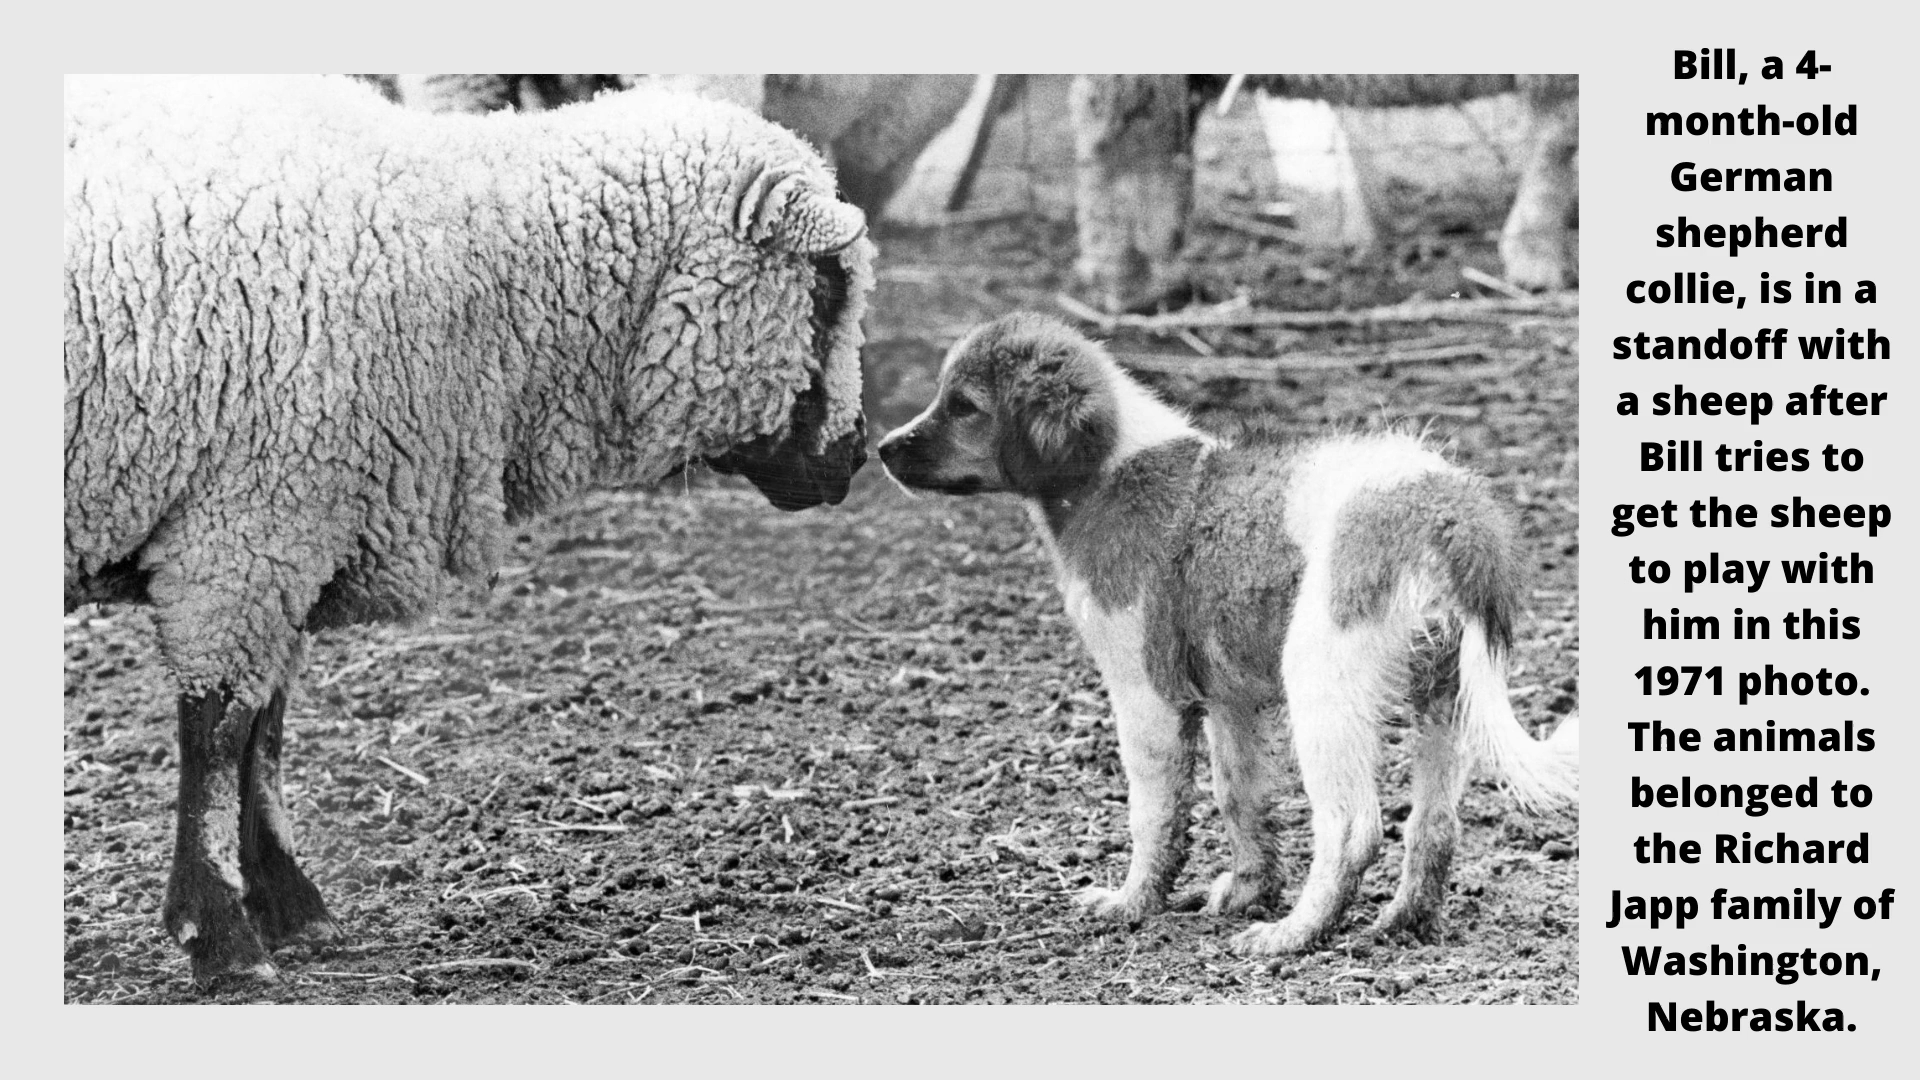 Bill, a 4-
month-old
German
shepherd
collie, is in a
standoff with
a sheep after
Bill tries to
get the sheep
to play with
him in this
1971 photo.
The animals
belonged to
the Richard
Japp family of
Washington,
Nebraska.